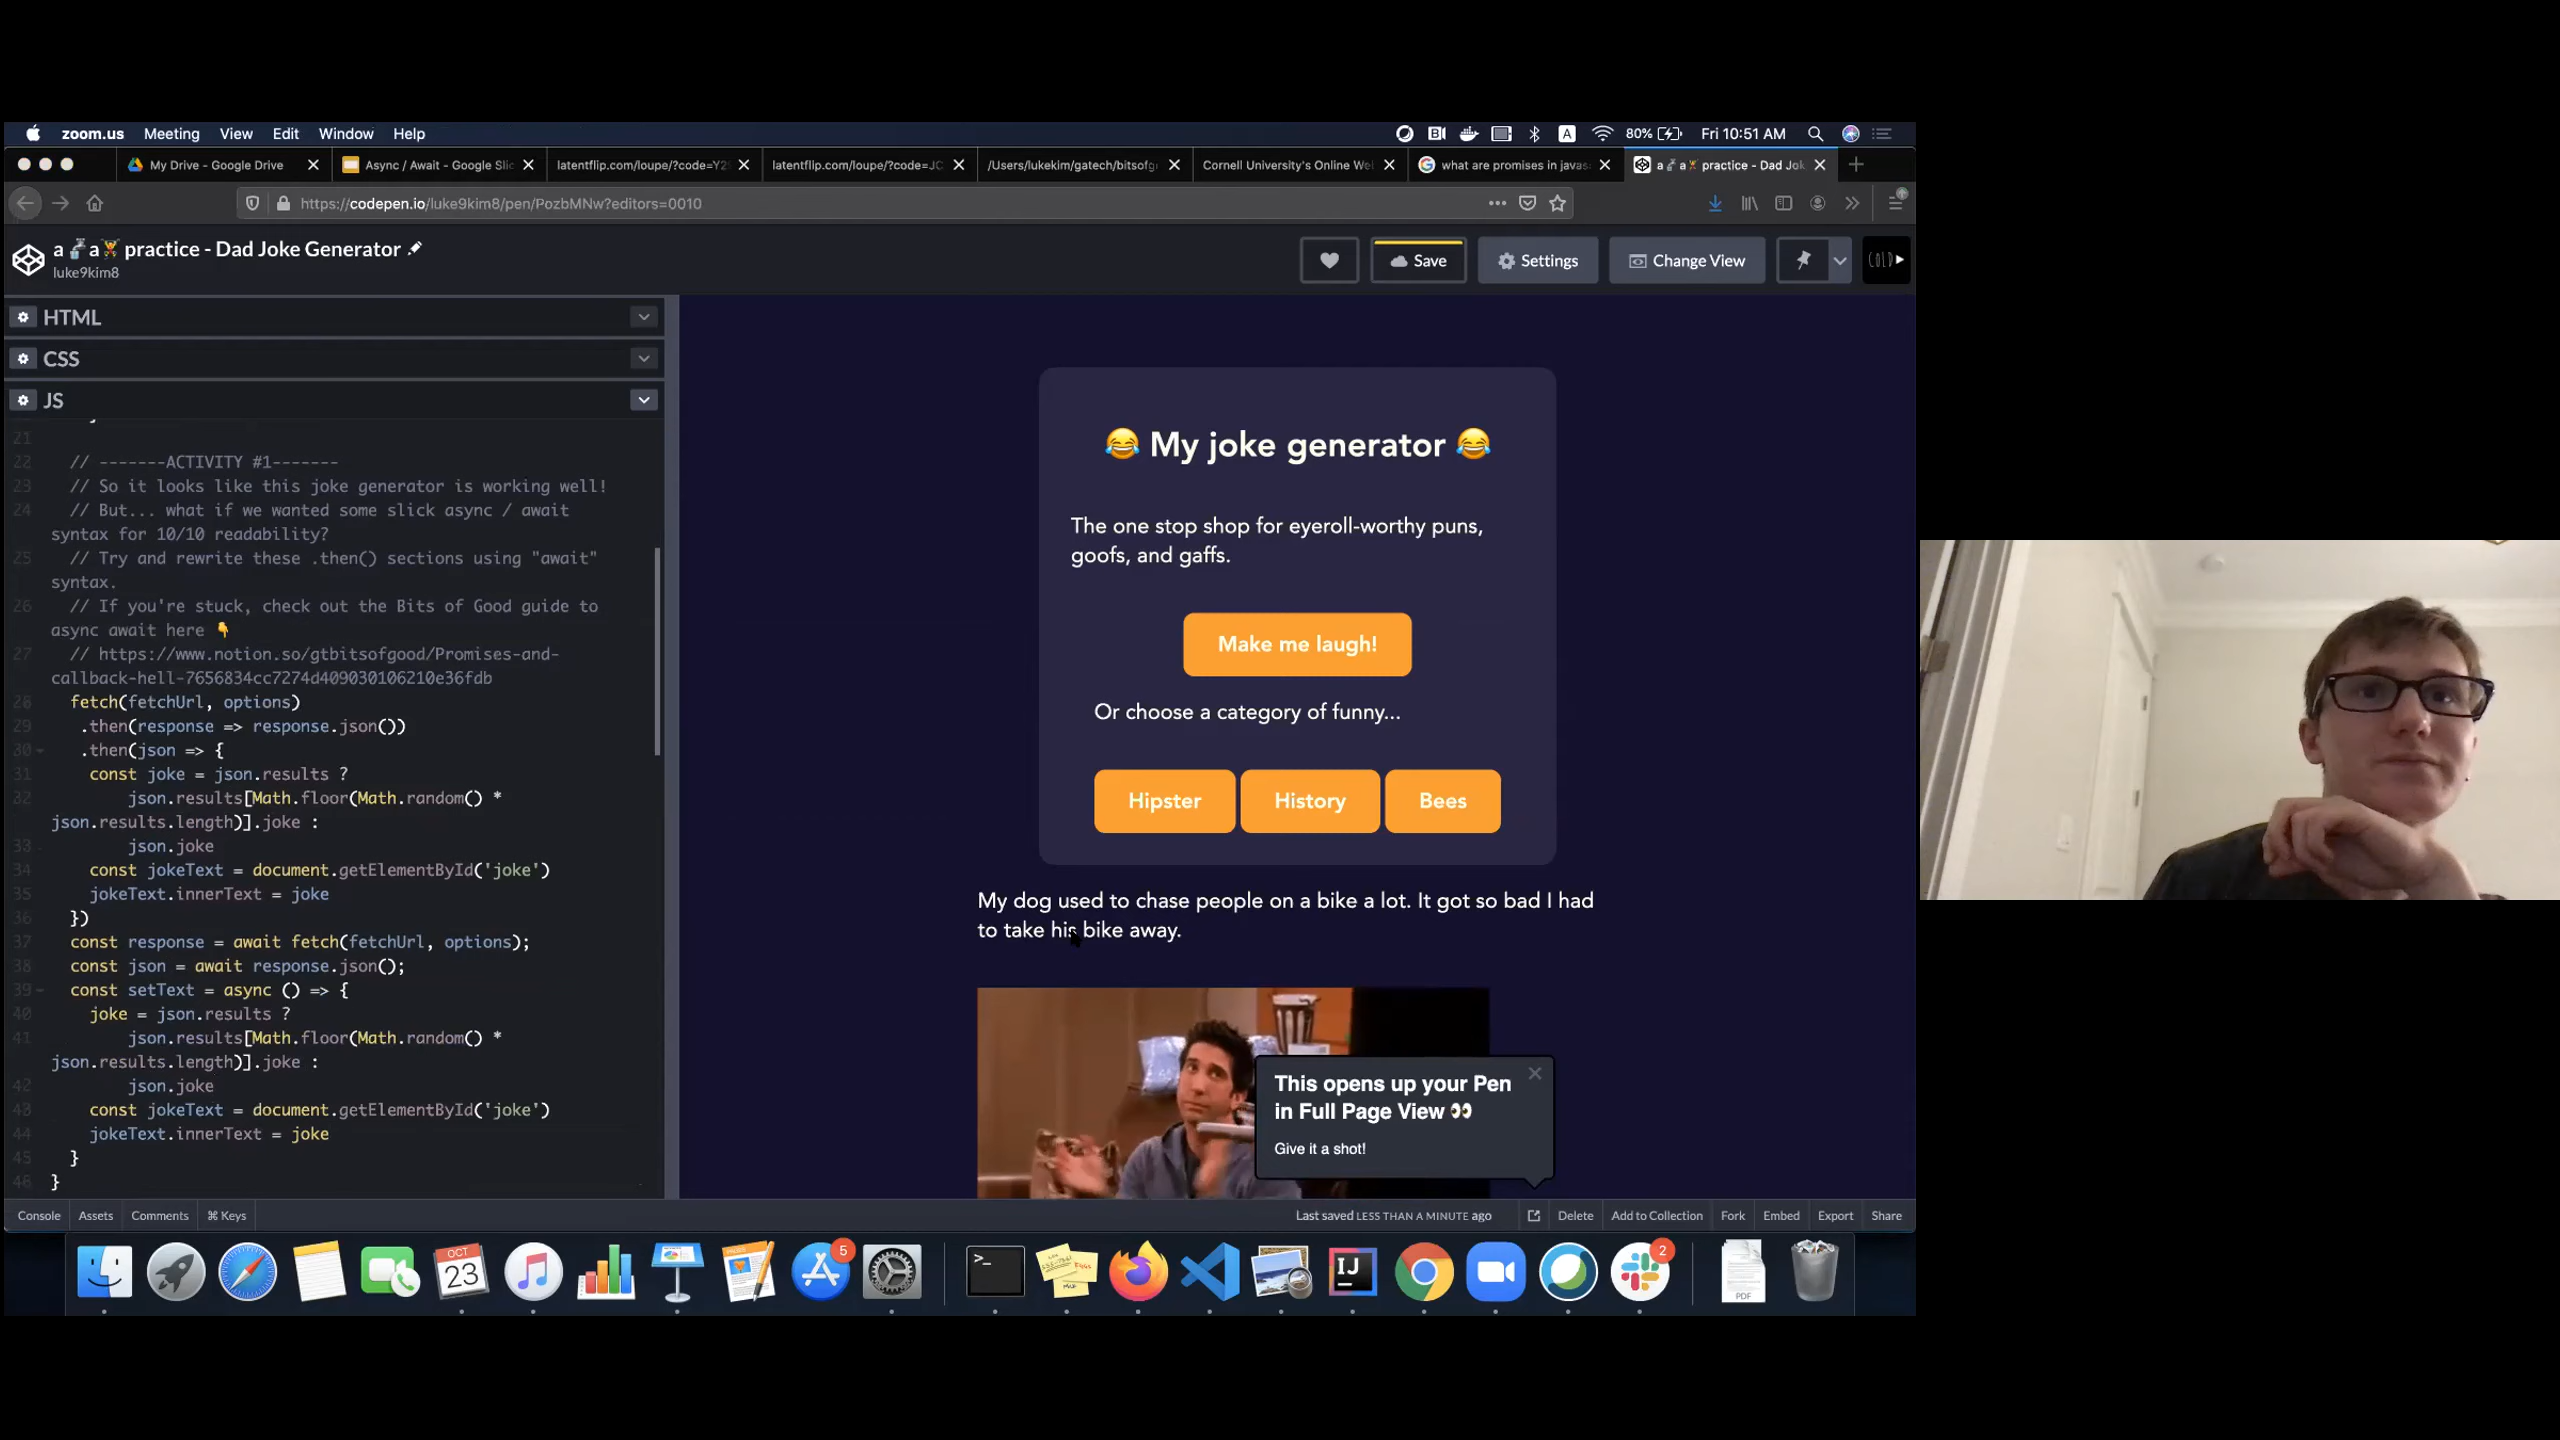 zoom.us Meeting View Edit Window Help 80% Fri 10:51 AM
My Drive - Google Drive Async / Await - Google Slic latentflip.com/loupe/?code=Y2 latentflip.com/loupe/?code=JC /Users/lukekim/gatech/bitsofg Cornell University's Online We what are promises in javas practice - Dad Jok
https://codepen.io/luke9kim8/pen/PozbMNw?editors=0010
a 🚰a🏋 practice - Dad Joke Generator
luke9kim8
Save Settings Change View
HTML
CSS
JS
21
22 // -------ACTIVITY #1-------
23 // So it looks like this joke generator is working well!
24 // But... what if we wanted some slick async / await
syntax for 10/10 readability?
25 // Try and rewrite these .then() sections using "await"
syntax.
26 // If you're stuck, check out the Bits of Good guide to
async await here 👇
27 // https://www.notion.so/gtbitsofgood/Promises-and-
callback-hell-7656834cc7274d409030106210e36fdb
28 fetch(fetchUrl, options)
29 .then(response => response.json())
30 .then(json => {
31 const joke = json.results ?
32 json.results[Math.floor(Math.random() *
json.results.length)].joke :
33 json.joke
34 const jokeText = document.getElementById('joke')
35 jokeText.innerText = joke
36 })
37 const response = await fetch(fetchUrl, options);
38 const json = await response.json();
39 const setText = async () => {
40 joke = json.results ?
41 json.results[Math.floor(Math.random() *
json.results.length)].joke :
42 json.joke
43 const jokeText = document.getElementById('joke')
44 jokeText.innerText = joke
45 }
46 }
😂 My joke generator 😂
The one stop shop for eyeroll-worthy puns,
goofs, and gaffs.
Make me laugh!
Or choose a category of funny...
Hipster History Bees
My dog used to chase people on a bike a lot. It got so bad I had
to take his bike away.
This opens up your Pen
in Full Page View 👀
Give it a shot!
Console Assets Comments ⌘ Keys Last saved LESS THAN A MINUTE ago Delete Add to Collection Fork Embed Export Share
OCT
23
5
IJ
2
PDF